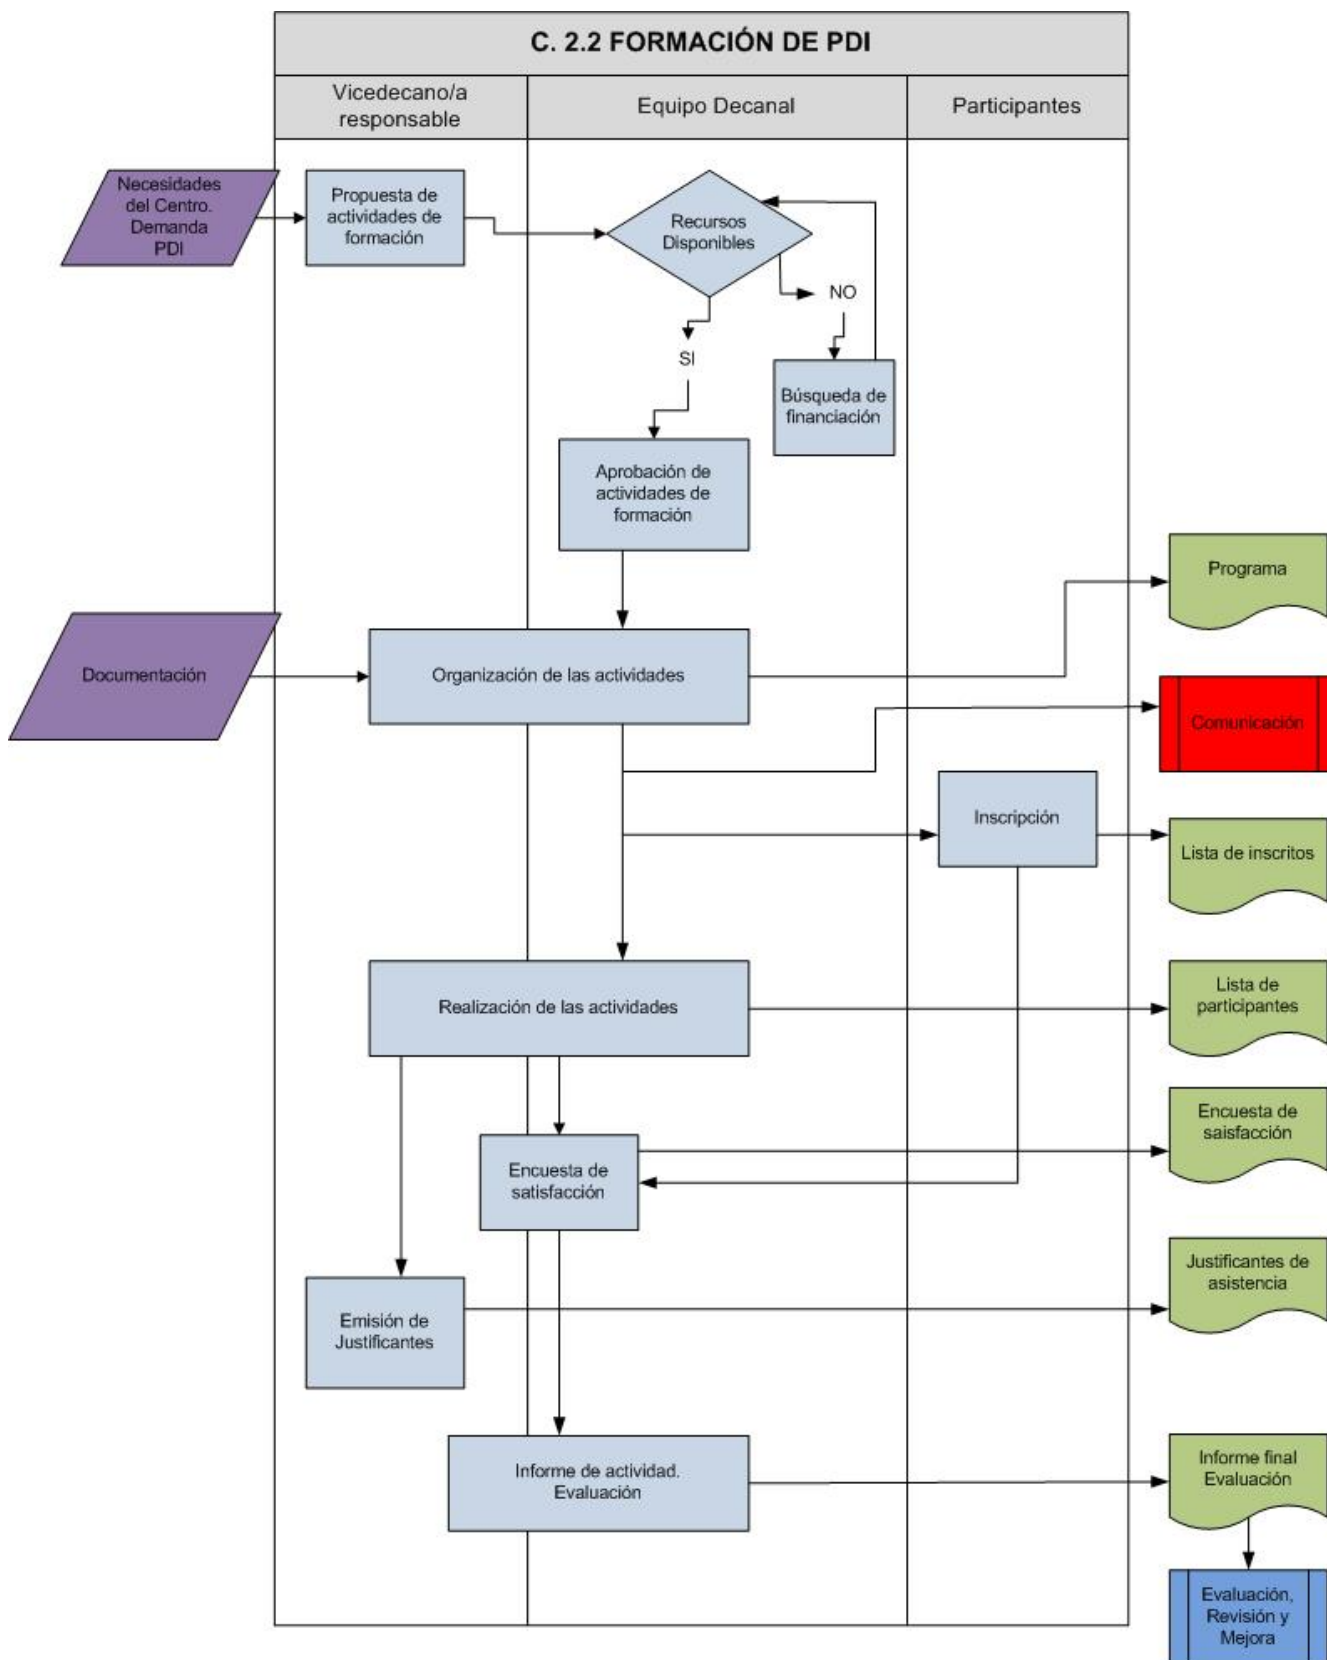 C. 2.2 FORMACIÓN DE PDI
Vicedecano/a
responsable
Equipo Decanal
Participantes
Necesidades
del Centro.
Demanda
PDI
Propuesta de
actividades de
formación
Recursos
Disponibles
NO
SI
Búsqueda de
financiación
Aprobación de
actividades de
formación
Programa
Documentación
Organización de las actividades
Comunicación
Inscripción
Lista de inscritos
Realización de las actividades
Lista de
participantes
Encuesta de
saisfacción
Encuesta de
satisfacción
Justificantes de
asistencia
Emisión de
Justificantes
Informe de actividad.
Evaluación
Informe final
Evaluación
Evaluación,
Revisión y
Mejora